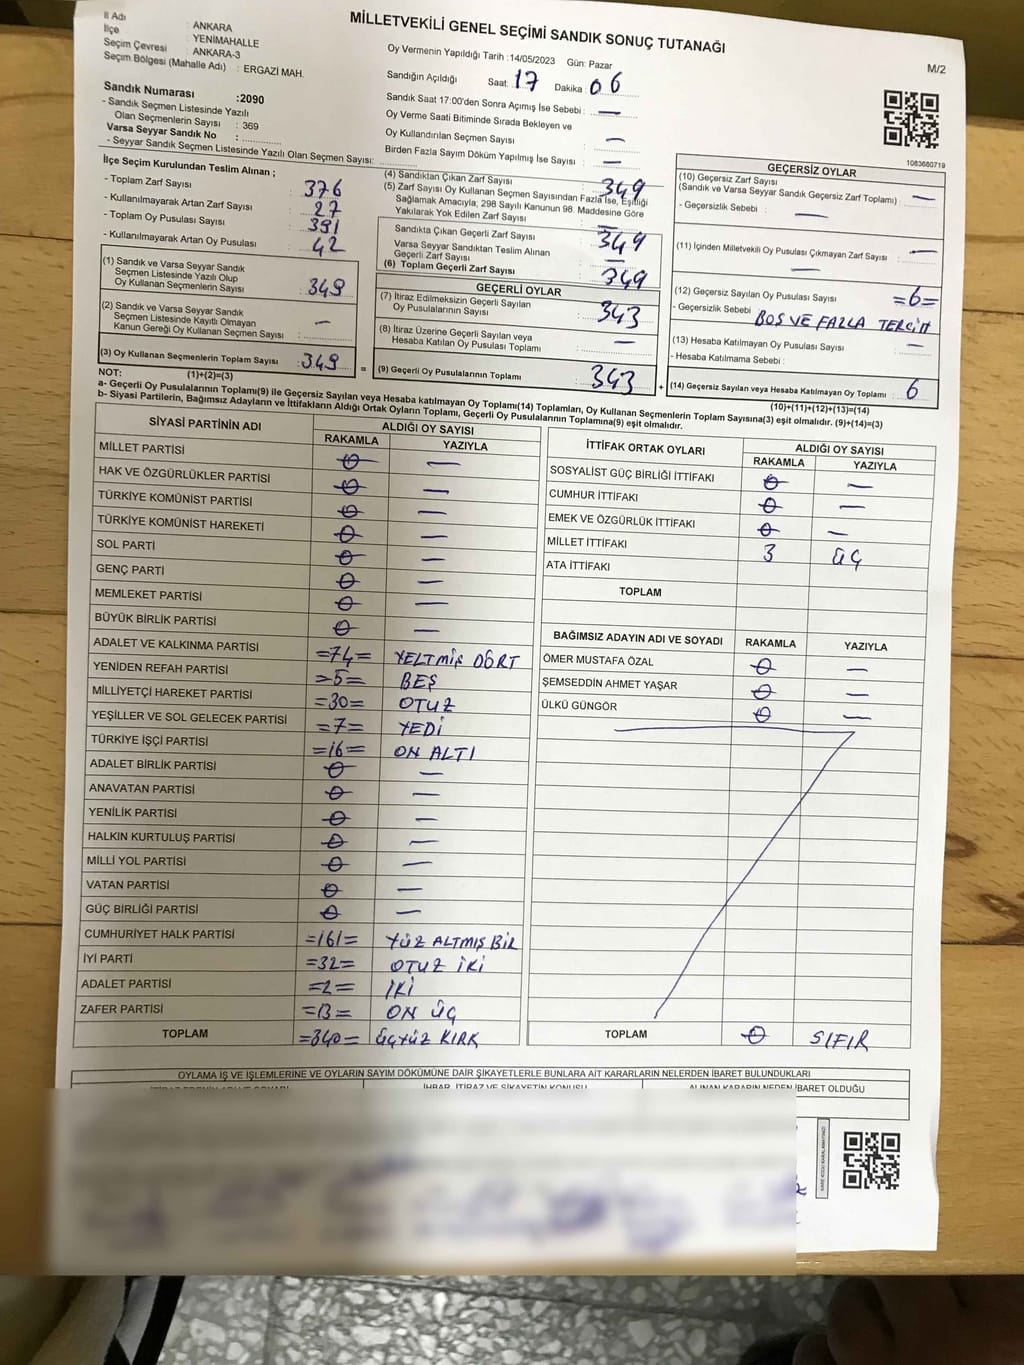 MİLLETVEKİLİ GENEL SEÇİMİ SANDIK SONUÇ TUTANAĞI
M/2
İl Adı : ANKARA
İlçe : YENİMAHALLE
Seçim Çevresi : ANKARA-3
Seçim Bölgesi (Mahalle Adı) : ERGAZİ MAH.
Sandık Numarası :2090
- Sandık Seçmen Listesinde Yazılı
Olan Seçmenlerin Sayısı : 369
Varsa Seyyar Sandık No :
- Seyyar Sandık Seçmen Listesinde Yazılı Olan Seçmen Sayısı:
Oy Vermenin Yapıldığı Tarih :14/05/2023 Gün: Pazar
Sandığın Açıldığı Saat: 17 Dakika : 06
Sandık Saat 17:00'den Sonra Açımış İse Sebebi : —
Oy Verme Saati Bitiminde Sırada Bekleyen ve
Oy Kullandırılan Seçmen Sayısı : —
Birden Fazla Sayım Döküm Yapılmış İse Sayısı : —
1083680719
İlçe Seçim Kurulundan Teslim Alınan ;
- Toplam Zarf Sayısı : 376
- Kullanılmayarak Artan Zarf Sayısı : 27
- Toplam Oy Pusulası Sayısı : 391
- Kullanılmayarak Artan Oy Pusulası : 42
(1) Sandık ve Varsa Seyyar Sandık
Seçmen Listesinde Yazılı Olup
Oy Kullanan Seçmenlerin Sayısı : 349
(2) Sandık ve Varsa Seyyar Sandık
Seçmen Listesinde Kayıtlı Olmayan
Kanun Gereği Oy Kullanan Seçmen Sayısı : —
(3) Oy Kullanan Seçmenlerin Toplam Sayısı : 349
(1)+(2)=(3)
(4) Sandıktan Çıkan Zarf Sayısı : 349
(5) Zarf Sayısı Oy Kullanan Seçmen Sayısından Fazla İse, Eşitliği
Sağlamak Amacıyla, 298 Sayılı Kanunun 98. Maddesine Göre
Yakılarak Yok Edilen Zarf Sayısı : —
Sandıkta Çıkan Geçerli Zarf Sayısı : 349
Varsa Seyyar Sandıktan Teslim Alınan
Geçerli Zarf Sayısı : —
(6) Toplam Geçerli Zarf Sayısı : 349
GEÇERLİ OYLAR
(7) İtiraz Edilmeksizin Geçerli Sayılan
Oy Pusulasının Sayısı : 343
(8) İtiraz Üzerine Geçerli Sayılan veya
Hesaba Katılan Oy Pusulası Toplamı : —
= (9) Geçerli Oy Pusulalarının Toplamı : 343
GEÇERSİZ OYLAR
(10) Geçersiz Zarf Sayısı
(Sandık ve Varsa Seyyar Sandık Geçersiz Zarf Toplamı) : —
- Geçersizlik Sebebi : —
(11) İçinden Milletvekili Oy Pusulası Çıkmayan Zarf Sayısı : —
—
(12) Geçersiz Sayılan Oy Pusulası Sayısı =6=
- Geçersizlik Sebebi : BOŞ VE FAZLA TERCİH
(13) Hesaba Katılmayan Oy Pusulası Sayısı : —
- Hesaba Katılmama Sebebi :
+ (14) Geçersiz Sayılan veya Hesaba Katılmayan Oy Toplamı : 6
(10)+(11)+(12)+(13)=(14)
NOT:
a- Geçerli Oy Pusulalarının Toplamı(9) ile Geçersiz Sayılan veya Hesaba katılmayan Oy Toplamı(14) Toplamları, Oy Kullanan Seçmenlerin Toplam Sayısına(3) eşit olmalıdır. (9)+(14)=(3)
b- Siyasi Partilerin, Bağımsız Adayların ve İttifakların Aldığı Ortak Oyların Toplamı, Geçerli Oy Pusulalarının Toplamına(9) eşit olmalıdır.
SİYASİ PARTİNİN ADI ALDIĞI OY SAYISI
RAKAMLA YAZIYLA
MİLLET PARTİSİ 0 —
HAK VE ÖZGÜRLÜKLER PARTİSİ 0 —
TÜRKİYE KOMÜNİST PARTİSİ 0 —
TÜRKİYE KOMÜNİST HAREKETİ 0 —
SOL PARTİ 0 —
GENÇ PARTİ 0 —
MEMLEKET PARTİSİ 0 —
BÜYÜK BİRLİK PARTİSİ 0 —
ADALET VE KALKINMA PARTİSİ =74= YELTMİŞ DÖRT
YENİDEN REFAH PARTİSİ =5= BEŞ
MİLLİYETÇİ HAREKET PARTİSİ =30= OTUZ
YEŞİLLER VE SOL GELECEK PARTİSİ =7= YEDİ
TÜRKİYE İŞÇİ PARTİSİ =16= ON ALTI
ADALET BİRLİK PARTİSİ 0 —
ANAVATAN PARTİSİ 0 —
YENİLİK PARTİSİ 0 —
HALKIN KURTULUŞ PARTİSİ 0 —
MİLLİ YOL PARTİSİ 0 —
VATAN PARTİSİ 0 —
GÜÇ BİRLİĞİ PARTİSİ 0 —
CUMHURİYET HALK PARTİSİ =161= YÜZ ALTMIŞ BİR
İYİ PARTİ =32= OTUZ İKİ
ADALET PARTİSİ =2= İKİ
ZAFER PARTİSİ =13= ON ÜÇ
TOPLAM =340= ÜÇYÜZ KIRK
İTTİFAK ORTAK OYLARI ALDIĞI OY SAYISI
RAKAMLA YAZIYLA
SOSYALİST GÜÇ BİRLİĞİ İTTİFAKI 0 —
CUMHUR İTTİFAKI 0 —
EMEK VE ÖZGÜRLÜK İTTİFAKI 0 —
MİLLET İTTİFAKI 3 ÜÇ
ATA İTTİFAKI
TOPLAM
BAĞIMSIZ ADAYIN ADI VE SOYADI RAKAMLA YAZIYLA
ÖMER MUSTAFA ÖZAL 0 —
ŞEMSEDDİN AHMET YAŞAR 0 —
ÜLKÜ GÜNGÖR 0 —
TOPLAM 0 SIFIR
OYLAMA İŞ VE İŞLEMLERİNE VE OYLARIN SAYIM DÖKÜMÜNE DAİR ŞİKAYETLERLE BUNLARA AİT KARARLARIN NELERDEN İBARET BULUNDUKLARI
İHBAR, İTİRAZ VE ŞİKAYETİN KONUSU ALINAN KARARIN NEDEN İBARET OLDUĞU